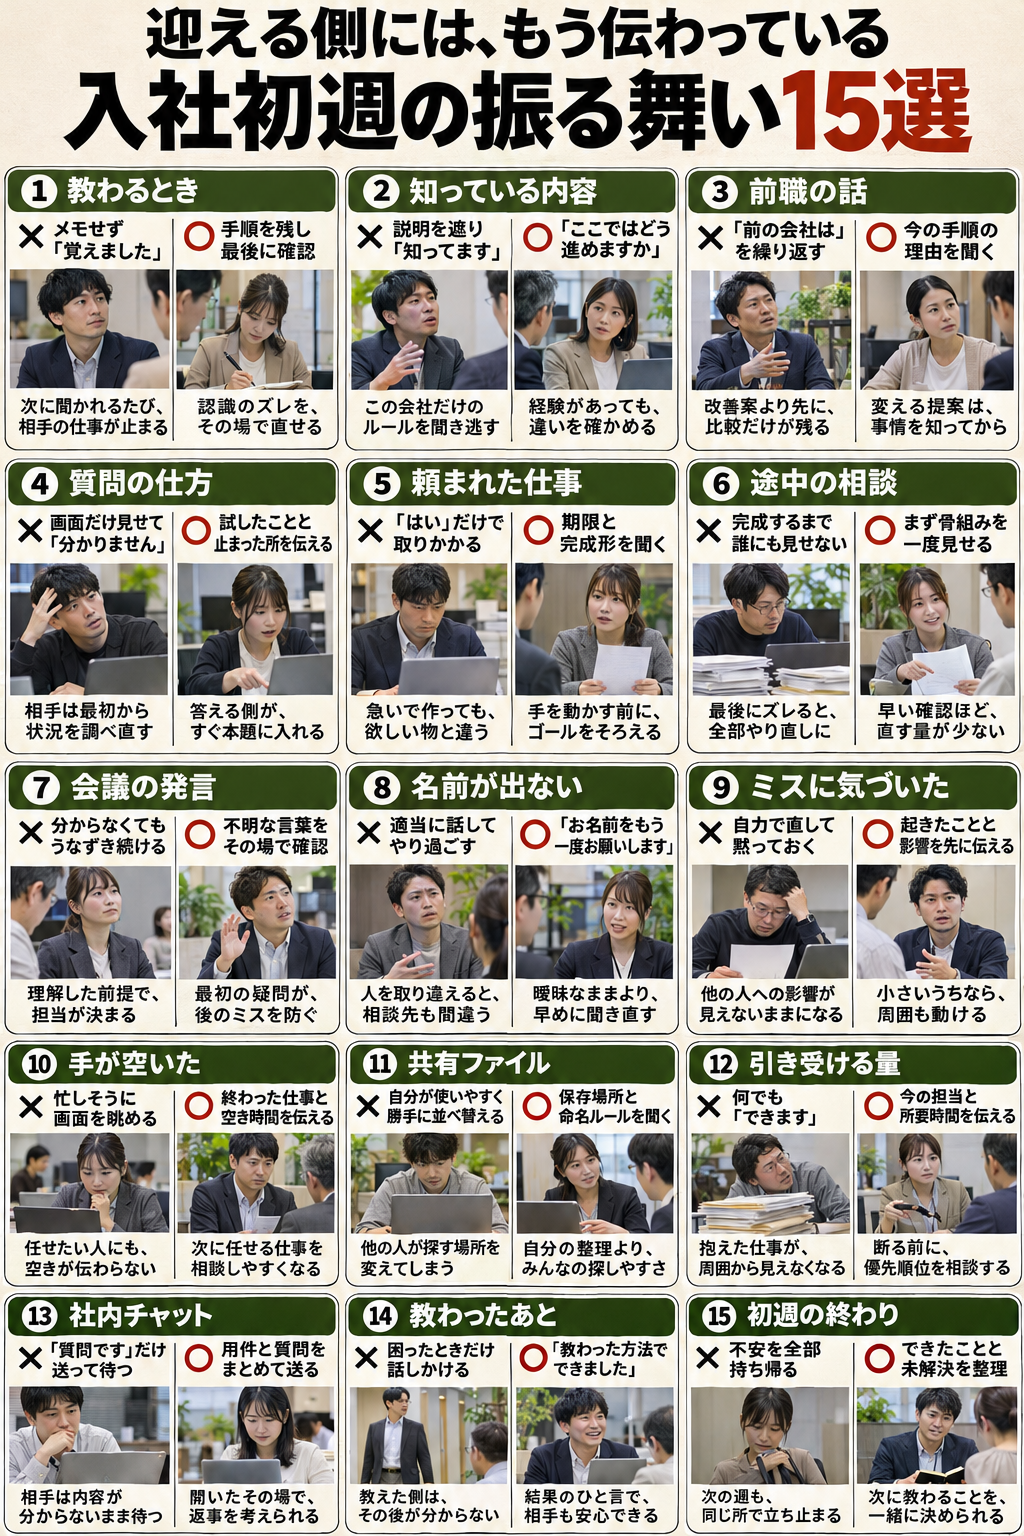 迎える側には、もう伝わっている
入社初週の振る舞い15選
1 教わるとき
× メモせず
「覚えました」
○ 手順を残し
最後に確認
次に聞かれるたび、
相手の仕事が止まる
認識のズレを、
その場で直せる
2 知っている内容
× 説明を遮り
「知ってます」
○ 「ここではどう
進めますか」
この会社だけの
ルールを聞き逃す
経験があっても、
違いを確かめる
3 前職の話
× 「前の会社は」
を繰り返す
○ 今の手順の
理由を聞く
改善案より先に、
比較だけが残る
変える提案は、
事情を知ってから
4 質問の仕方
× 画面だけ見せて
「分かりません」
○ 試したことと
止まった所を伝える
相手は最初から
状況を調べ直す
答える側が、
すぐ本題に入れる
5 頼まれた仕事
× 「はい」だけで
取りかかる
○ 期限と
完成形を聞く
急いで作っても、
欲しい物と違う
手を動かす前に、
ゴールをそろえる
6 途中の相談
× 完成するまで
誰にも見せない
○ まず骨組みを
一度見せる
最後にズレると、
全部やり直しに
早い確認ほど、
直す量が少ない
7 会議の発言
× 分からなくても
うなずき続ける
○ 不明な言葉を
その場で確認
理解した前提で、
担当が決まる
最初の疑問が、
後のミスを防ぐ
8 名前が出ない
× 適当に話して
やり過ごす
○ 「お名前をもう
一度お願いします」
人を取り違えると、
相談先も間違う
曖昧なままより、
早めに聞き直す
9 ミスに気づいた
× 自力で直して
黙っておく
○ 起きたことと
影響を先に伝える
他の人への影響が
見えないままになる
小さいうちなら、
周囲も動ける
10 手が空いた
× 忙しそうに
画面を眺める
○ 終わった仕事と
空き時間を伝える
任せたい人にも、
空きが伝わらない
次に任せる仕事を
相談しやすくなる
11 共有ファイル
× 自分が使いやすく
勝手に並べ替える
○ 保存場所と
命名ルールを聞く
他の人が探す場所を
変えてしまう
自分の整理より、
みんなの探しやすさ
12 引き受ける量
× 何でも
「できます」
○ 今の担当と
所要時間を伝える
抱えた仕事が、
周囲から見えなくなる
断る前に、
優先順位を相談する
13 社内チャット
× 「質問です」だけ
送って待つ
○ 用件と質問を
まとめて送る
相手は内容が
分からないまま待つ
開いたその場で、
返事を考えられる
14 教わったあと
× 困ったときだけ
話しかける
○ 「教わった方法で
できました」
教えた側は、
その後が分からない
結果のひと言で、
相手も安心できる
15 初週の終わり
× 不安を全部
持ち帰る
○ できたことと
未解決を整理
次の週も、
同じ所で立ち止まる
次に教わることを、
一緒に決められる